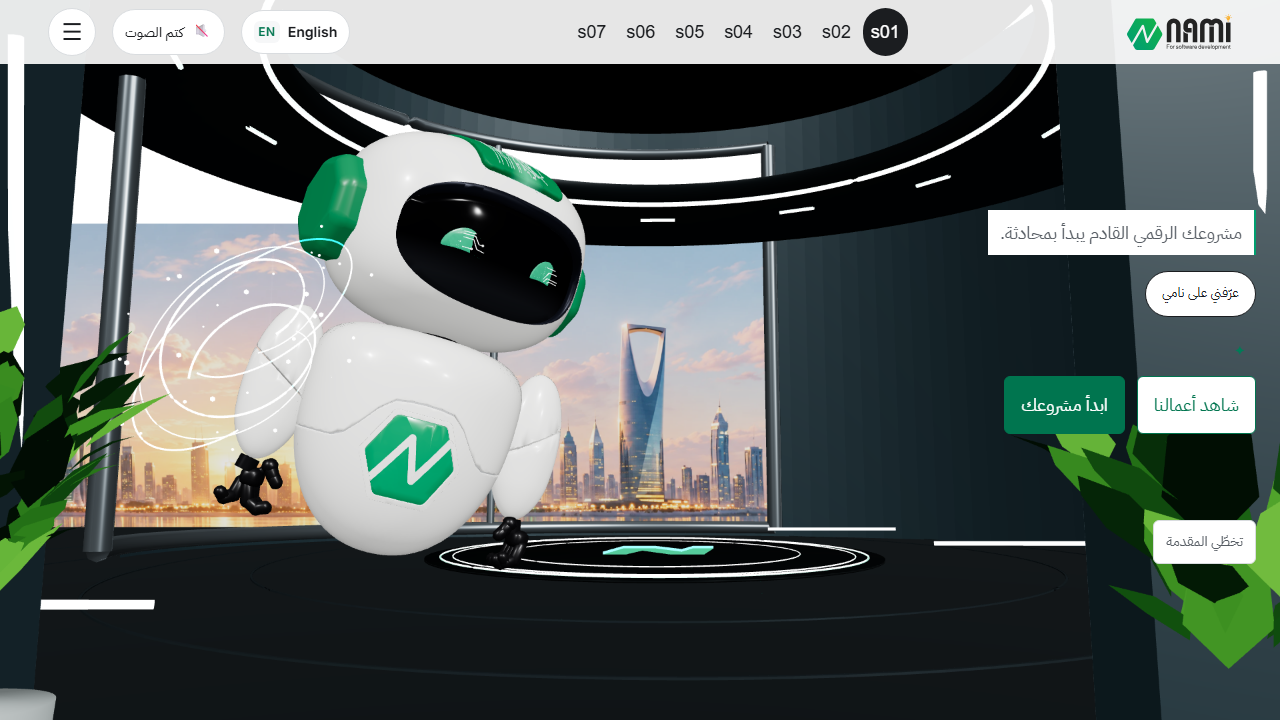 NAMi
For software development
s01
s02
s03
s04
s05
s06
s07
English EN
كتم الصوت
مشروعك الرقمي القادم يبدأ بمحادثة.
عرّفني على نامي
شاهد أعمالنا
ابدأ مشروعك
تخطّي المقدمة